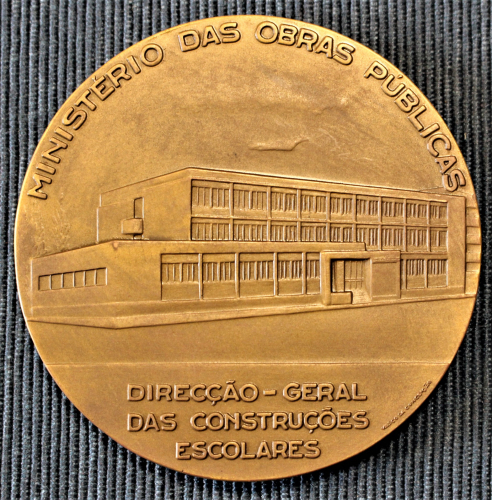 MINISTÉRIO DAS OBRAS PÚBLICAS
DIRECÇÃO-GERAL
DAS CONSTRUÇÕES
ESCOLARES